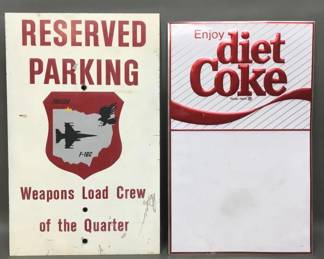 RESERVED
PARKING
F-16C
Weapons Load Crew
of the Quarter
Enjoy
diet
Coke